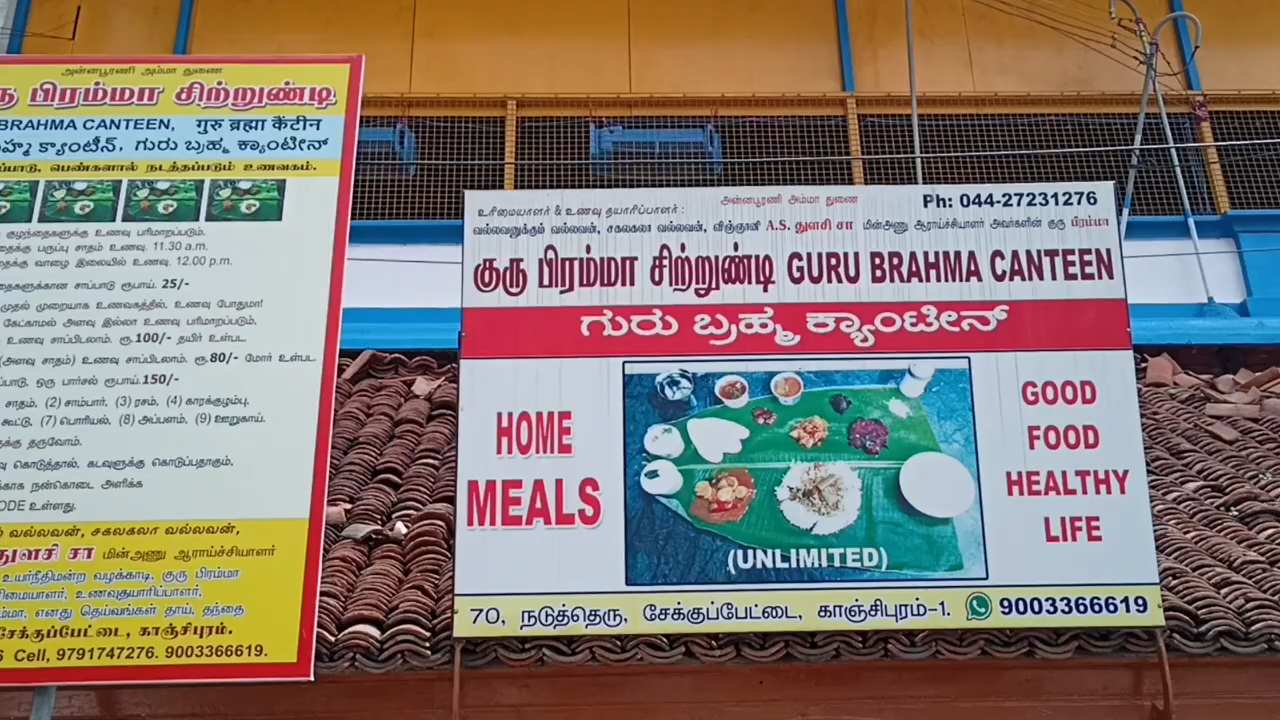 அன்னபூரணி அம்மா துணை
பிரம்மா சிற்றுண்டி
BRAHMA CANTEEN, गुरु ब्रह्मा कैंटीन
క్యాంటీన్, ಗುರು ಬ್ರಹ್ಮ ಕ್ಯಾಂಟೀನ್
பெண்களால் நடத்தப்படும் உணவகம்.
குழந்தைகளுக்கு உணவு பரிமாறப்படும்.
பருப்பு சாதம் உணவு. 11.30 a.m.
வாழை இலையில் உணவு. 12.00 p.m.
சாப்பாடு ரூபாய். 25/-
முதல் முறையாக உணவகத்தில், உணவு போதுமா!
கேட்காமல் அளவு இல்லா உணவு பரிமாறப்படும்.
உணவு சாப்பிடலாம். ரூ.100/- தயிர் உள்பட.
(அளவு சாதம்) உணவு சாப்பிடலாம். ரூ.80/- மோர் உள்பட.
ஒரு பார்சல் ரூபாய்.150/-
சாதம், (2) சாம்பார், (3) ரசம், (4) காரக்குழம்பு,
கூட்டு, (7) பொரியல், (8) அப்பளம், (9) ஊறுகாய்.
தருவோம்.
கொடுத்தால், கடவுளுக்கு கொடுப்பதாகும்,
நன்கொடை அளிக்க
உள்ளது.
வல்லவன், சகலகலா வல்லவன்,
துளசி சா மின்அணு ஆராய்ச்சியாளர்
உயர்நீதிமன்ற வழக்காடி, குரு பிரம்மா
உணவுதயாரிப்பாளர்,
எனது தெய்வங்கள் தாய், தந்தை
சேக்குப்பேட்டை, காஞ்சிபுரம்.
6 Cell, 9791747276. 9003366619.
அன்னபூரணி அம்மா துணை
Ph: 044-27231276
உரிமையாளர் & உணவு தயாரிப்பாளர் :
வல்லவனுக்கும் வல்லவன், சகலகலா வல்லவன், விஞ்ஞானி A.S. துளசி சா மின்அணு ஆராய்ச்சியாளர் அவர்களின் குரு பிரம்மா
குரு பிரம்மா சிற்றுண்டி GURU BRAHMA CANTEEN
ಗುರು ಬ್ರಹ್ಮ ಕ್ಯಾಂಟೀನ್
HOME
MEALS
(UNLIMITED)
GOOD
FOOD
HEALTHY
LIFE
70, நடுத்தெரு, சேக்குப்பேட்டை, காஞ்சிபுரம்-1. 9003366619